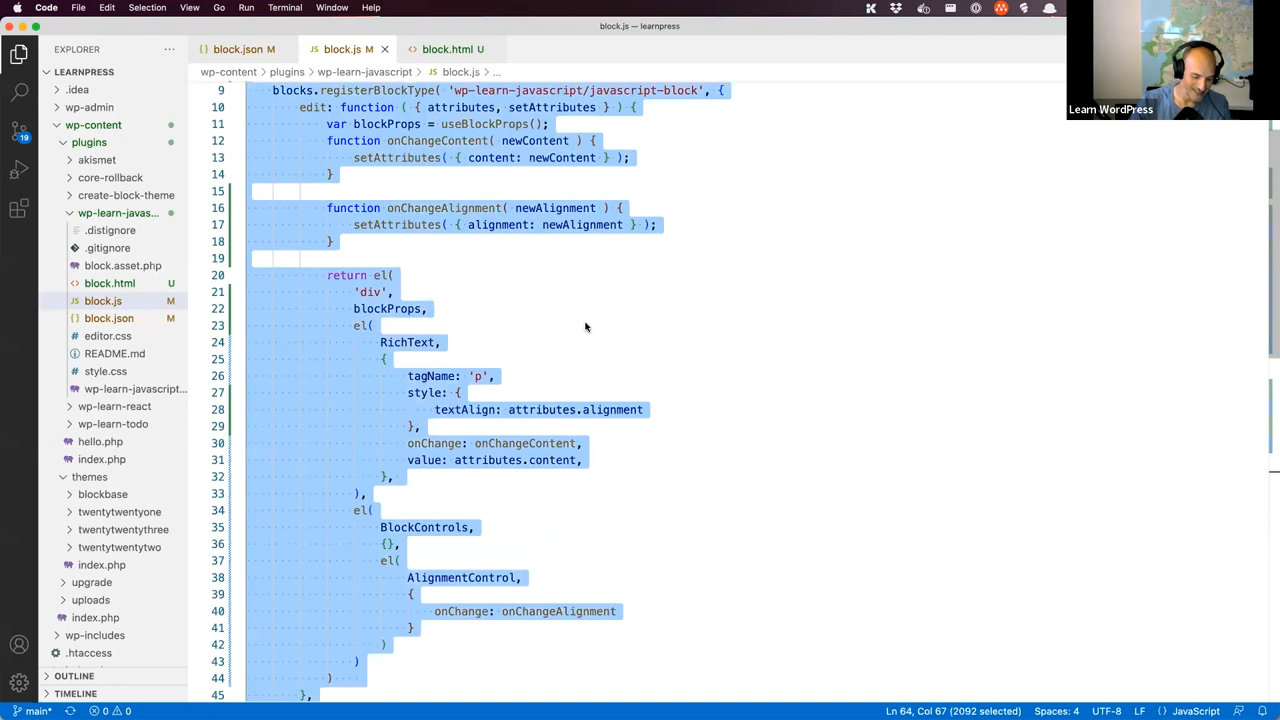 Code File Edit Selection View Go Run Terminal Window Help
block.js — learnpress
EXPLORER
block.json M
JS block.js M
block.html U
wp-content > plugins > wp-learn-javascript > JS block.js > ...
Learn WordPress
LEARNPRESS
.idea
wp-admin
wp-content
plugins
akismet
core-rollback
create-block-theme
wp-learn-javas...
.distignore
.gitignore
block.asset.php
block.html U
JS block.js M
block.json M
editor.css
README.md
style.css
wp-learn-javascript...
wp-learn-react
wp-learn-todo
hello.php
index.php
themes
blockbase
twentytwentyone
twentytwentythree
twentytwentytwo
index.php
upgrade
uploads
index.php
wp-includes
.htaccess
OUTLINE
TIMELINE
19
9 blocks.registerBlockType( 'wp-learn-javascript/javascript-block', {
10 edit: function ( { attributes, setAttributes } ) {
11 var blockProps = useBlockProps();
12 function onChangeContent( newContent ) {
13 setAttributes( { content: newContent } );
14 }
15
16 function onChangeAlignment( newAlignment ) {
17 setAttributes( { alignment: newAlignment } );
18 }
19
20 return el(
21 'div',
22 blockProps,
23 el(
24 RichText,
25 {
26 tagName: 'p',
27 style: {
28 textAlign: attributes.alignment
29 },
30 onChange: onChangeContent,
31 value: attributes.content,
32 },
33 ),
34 el(
35 BlockControls,
36 {},
37 el(
38 AlignmentControl,
39 {
40 onChange: onChangeAlignment
41 }
42 )
43 )
44 )
45 },
main* 0 0 Ln 64, Col 67 (2092 selected) Spaces: 4 UTF-8 LF {} JavaScript